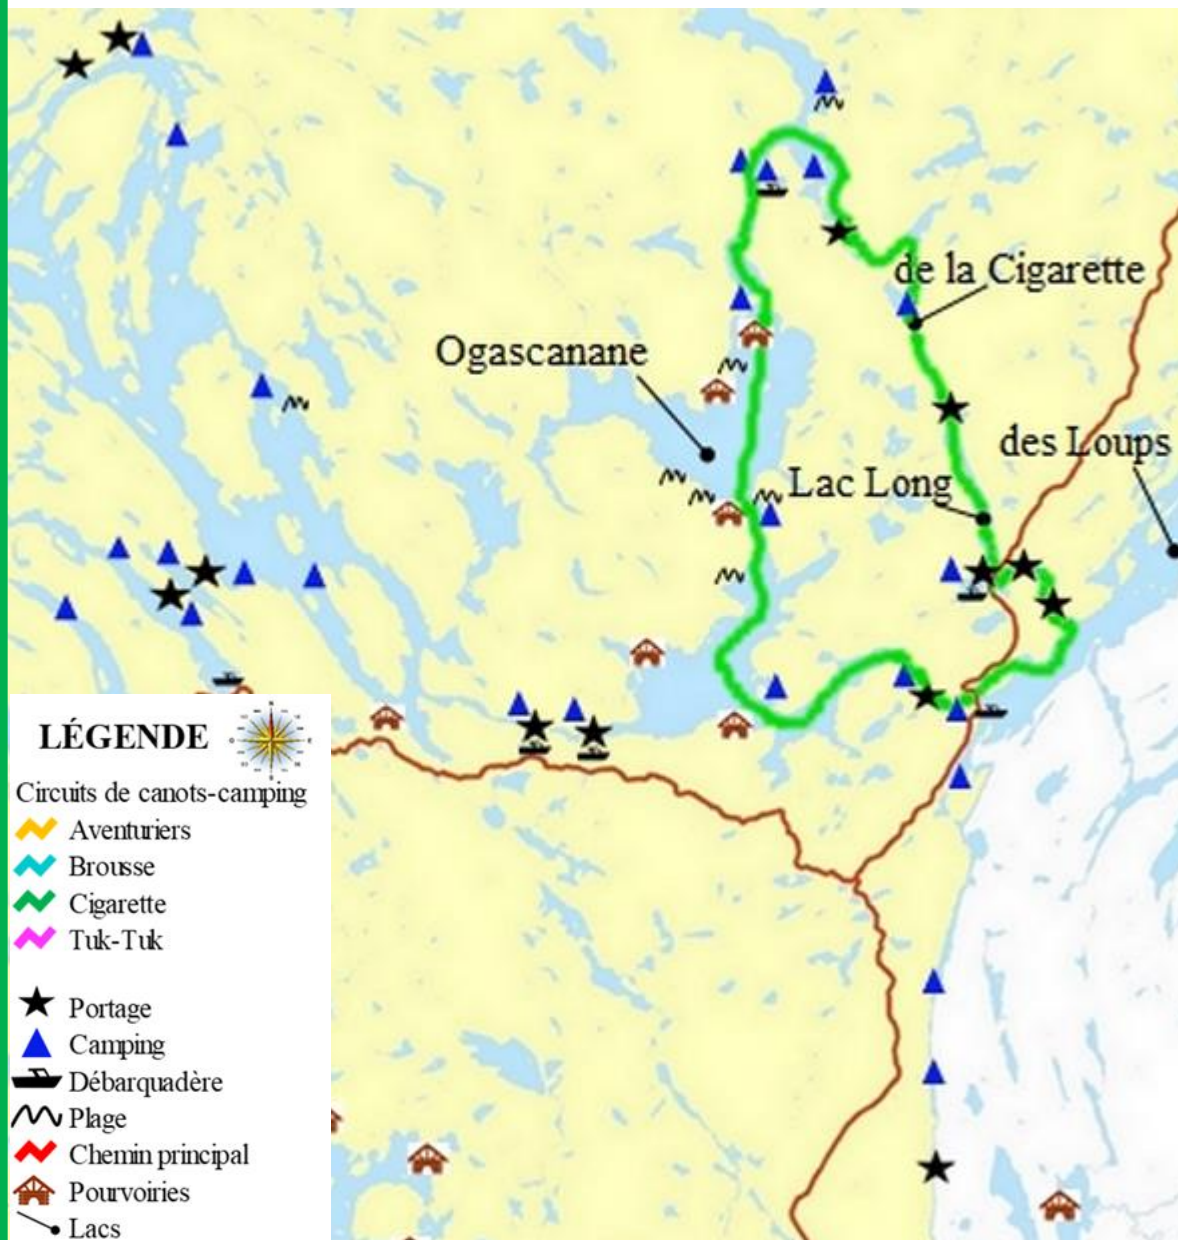 de la Cigarette
Ogascanane
des Loups
Lac Long
LÉGENDE
Circuits de canots-camping
Aventuriers
Brousse
Cigarette
Tuk-Tuk
Portage
Camping
Débarquadère
Plage
Chemin principal
Pourvoiries
Lacs